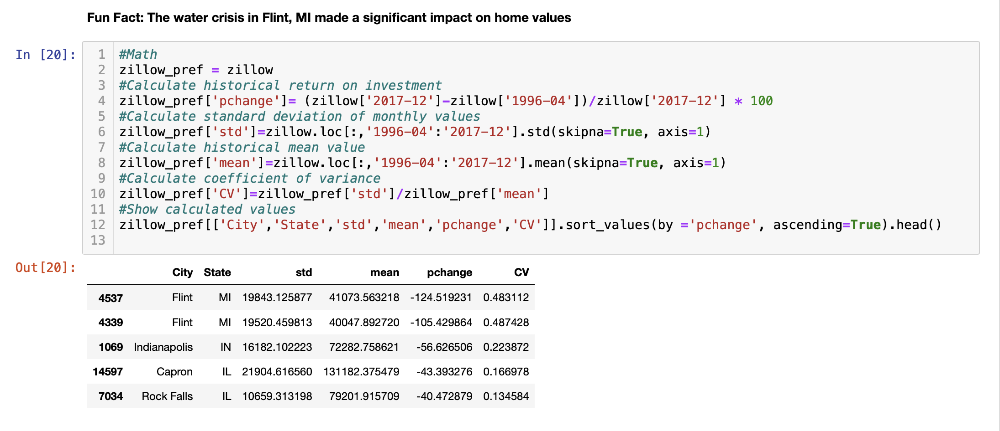 Fun Fact: The water crisis in Flint, MI made a significant impact on home values
In [20]:
1 #Math
2 zillow_pref = zillow
3 #Calculate historical return on investment
4 zillow_pref['pchange']= (zillow['2017-12']-zillow['1996-04'])/zillow['2017-12'] * 100
5 #Calculate standard deviation of monthly values
6 zillow_pref['std']=zillow.loc[:,'1996-04':'2017-12'].std(skipna=True, axis=1)
7 #Calculate historical mean value
8 zillow_pref['mean']=zillow.loc[:,'1996-04':'2017-12'].mean(skipna=True, axis=1)
9 #Calculate coefficient of variance
10 zillow_pref['CV']=zillow_pref['std']/zillow_pref['mean']
11 #Show calculated values
12 zillow_pref[['City','State','std','mean','pchange','CV']].sort_values(by ='pchange', ascending=True).head()
13
Out[20]:
City State std mean pchange CV
4537 Flint MI 19843.125877 41073.563218 -124.519231 0.483112
4339 Flint MI 19520.459813 40047.892720 -105.429864 0.487428
1069 Indianapolis IN 16182.102223 72282.758621 -56.626506 0.223872
14597 Capron IL 21904.616560 131182.375479 -43.393276 0.166978
7034 Rock Falls IL 10659.313198 79201.915709 -40.472879 0.134584